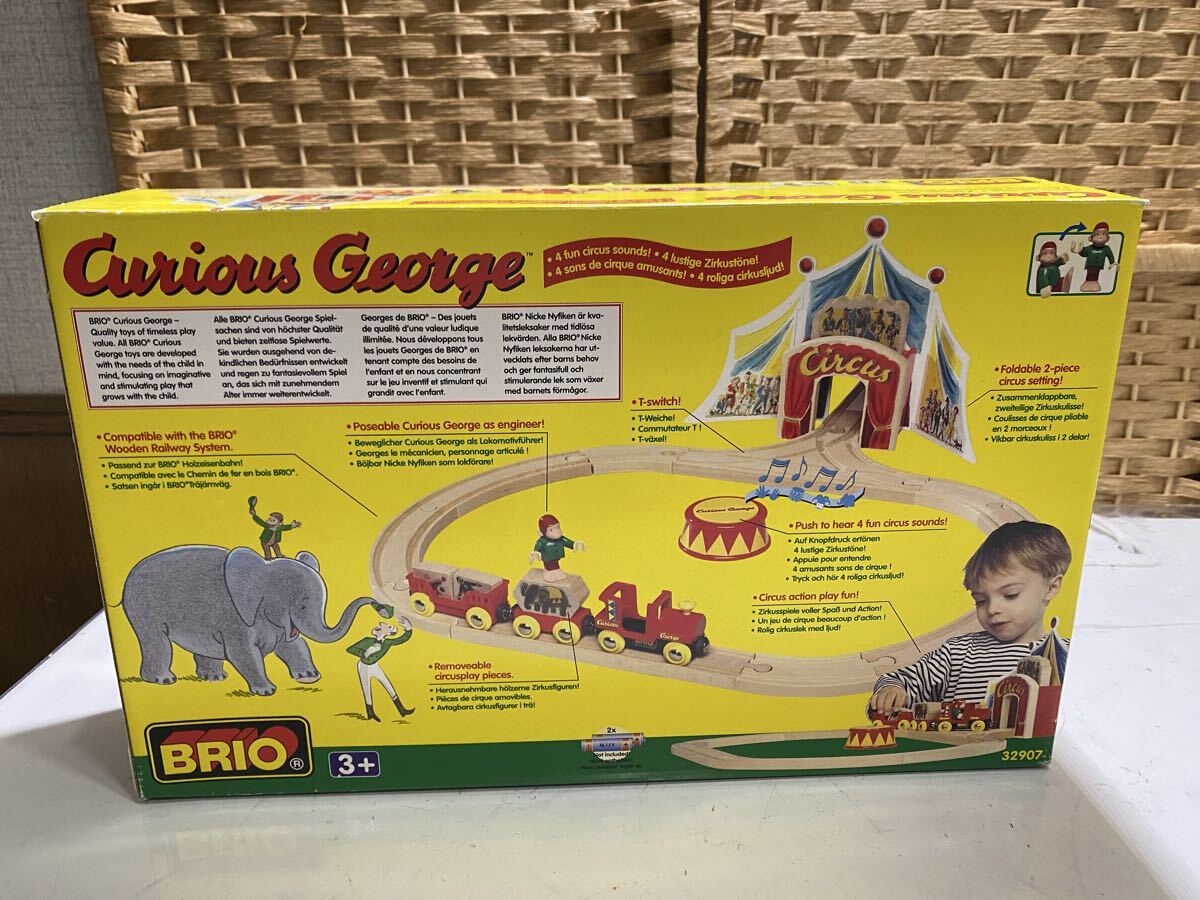 Curious George™
• 4 fun circus sounds! • 4 lustige Zirkustöne!
• 4 sons de cirque amusants! • 4 roliga cirkusljud!
BRIO® Curious George –
Quality toys of timeless play
value. All BRIO® Curious
George toys are developed
with the needs of the child in
mind, focusing on imaginative
and stimulating play that
grows with the child.
Alle BRIO® Curious George Spiel-
sachen sind von höchster Qualität
und bieten zeitlose Spielwerte.
Sie wurden ausgehend von de-
kindlichen Bedürfnissen entwickelt
und regen zu fantasievollem Spiel
an, das sich mit zunehmendem
Alter immer weiterentwickelt.
Georges de BRIO® – Des jouets
de qualité d'une valeur ludique
illimitée. Nous développons tous
les jouets Georges de BRIO® en
tenant compte des besoins de
l'enfant et en nous concentrant
sur le jeu inventif et stimulant qui
grandit avec l'enfant.
BRIO® Nicke Nyfiken är kva-
litetsleksaker med tidlösa
lekvärden. Alla BRIO® Nicke
Nyfiken leksakerna har ut-
vecklats efter barns behov
och ger fantasifull och
stimulerande lek som växer
med barnets förmågor.
Circus
• Foldable 2-piece
circus setting!
• Zusammenklappbare,
zweiteilige Zirkuskulisse!
• Coulisses de cirque pliable
en 2 morceaux !
• Vikbar cirkuskuliss i 2 delar!
• T-switch!
• T-Weiche!
• Commutateur T !
• T-växel!
• Poseable Curious George as engineer!
• Beweglicher Curious George als Lokomotivführer!
• Georges le mécanicien, personnage articulé !
• Böjbar Nicke Nyfiken som lokförare!
• Compatible with the BRIO®
Wooden Railway System.
• Passend zur BRIO® Holzeisenbahn!
• Compatible avec le Chemin de fer en bois BRIO®.
• Satsen ingår i BRIO® Träjärnväg.
Curious George
• Push to hear 4 fun circus sounds!
• Auf Knopfdruck ertönen
4 lustige Zirkustöne!
• Appuie pour entendre
4 amusants sons de cirque !
• Tryck och hör 4 roliga cirkusljud!
• Circus action play fun!
• Zirkusspiele voller Spaß und Action!
• Un jeu de cirque beaucoup d'action !
• Rolig cirkuslek med ljud!
Curious
George
BRIO
• Removeable
circusplay pieces.
• Herausnehmbare hölzerne Zirkusfiguren!
• Pièces de cirque amovibles.
• Avtagbara cirkusfigurer i trä!
Circus
BRIO®
3+
2x
Not included!
32907